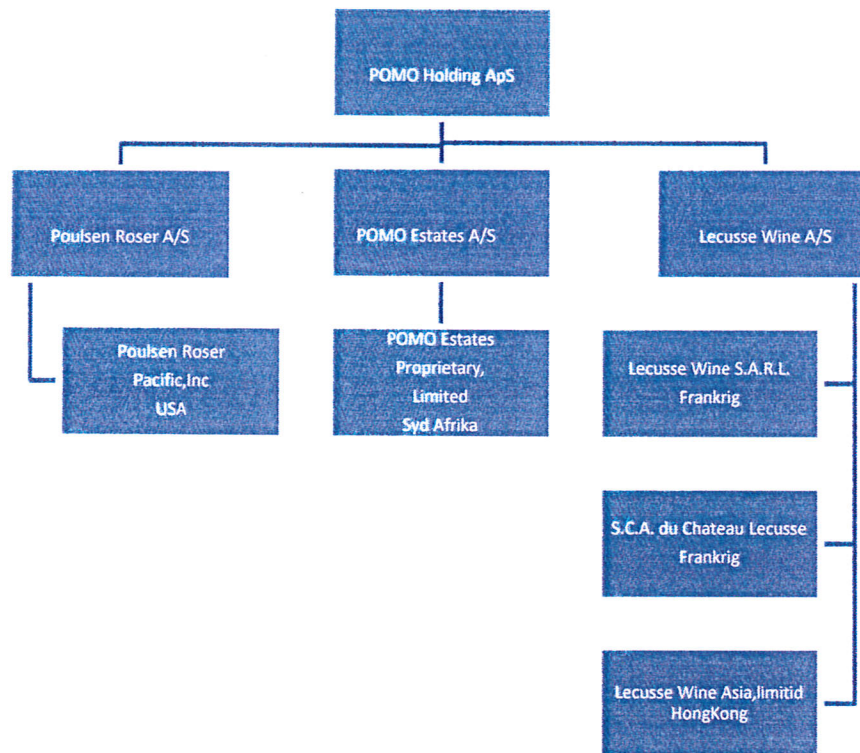 POMO Holding ApS
Poulsen Roser A/S
POMO Estates A/S
Lecusse Wine A/S
Poulsen Roser
Pacific,Inc
USA
POMO Estates
Proprietary,
Limited
Syd Afrika
Lecusse Wine S.A.R.L.
Frankrig
S.C.A. du Chateau Lecusse
Frankrig
Lecusse Wine Asia,limitid
HongKong